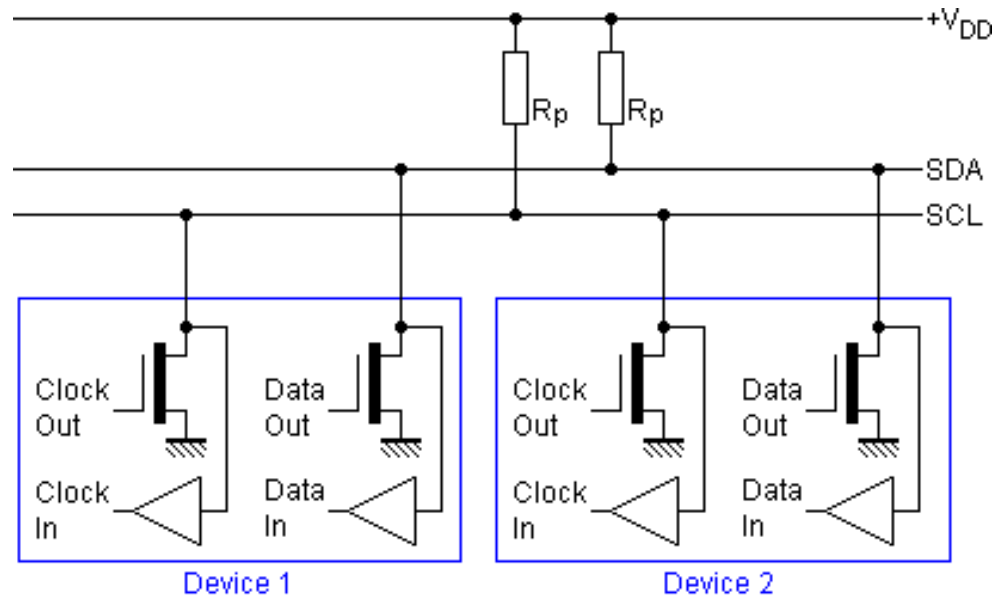 +VDD
Rp
Rp
SDA
SCL
Clock
Out
Data
Out
Clock
Out
Data
Out
Clock
In
Data
In
Clock
In
Data
In
Device 1
Device 2